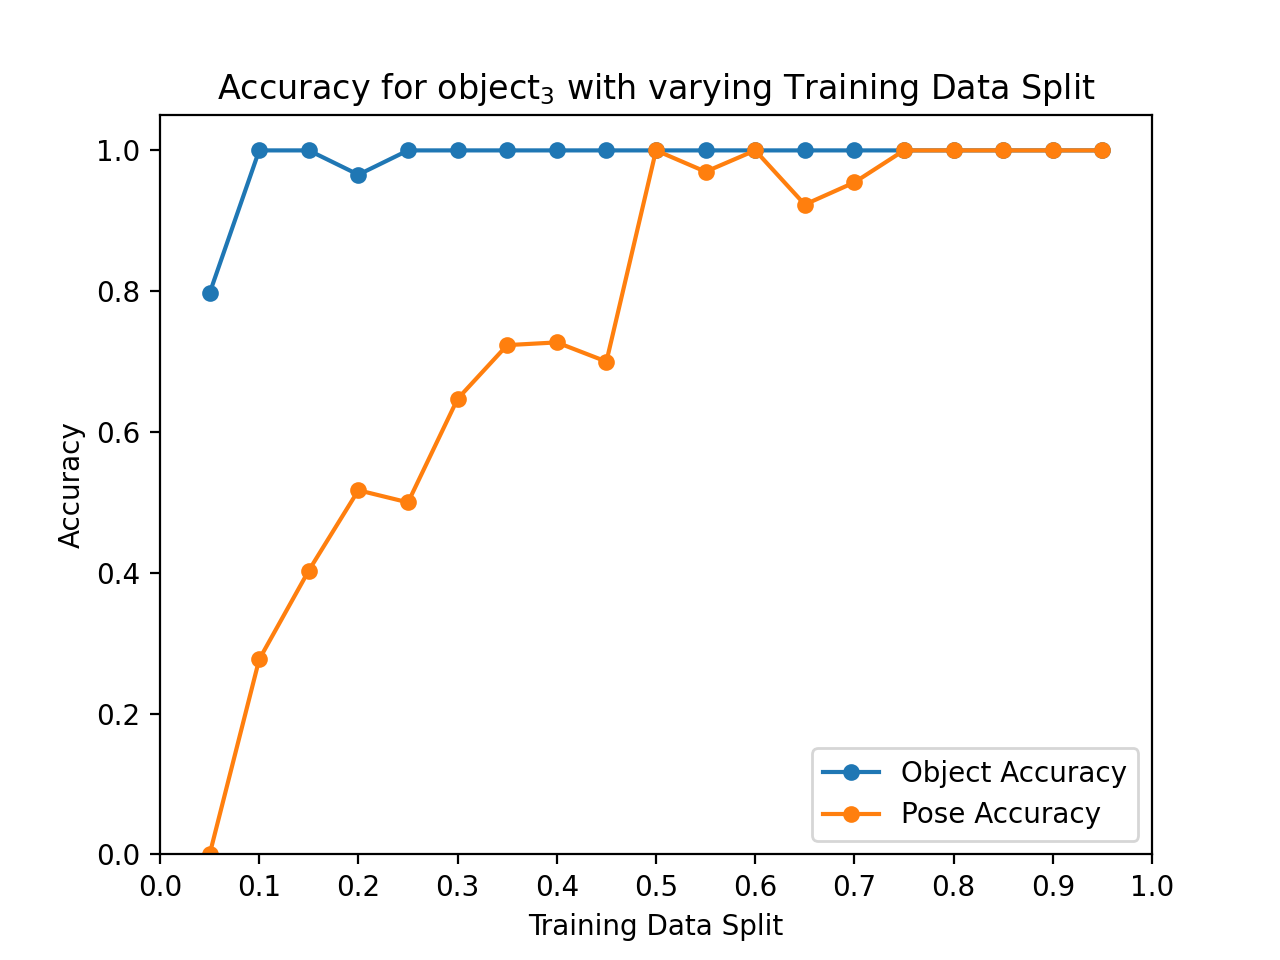 Accuracy for object₃ with varying Training Data Split
1.0
0.8
0.6
0.4
0.2
0.0
Accuracy
Object Accuracy
Pose Accuracy
0.0 0.1 0.2 0.3 0.4 0.5 0.6 0.7 0.8 0.9 1.0
Training Data Split